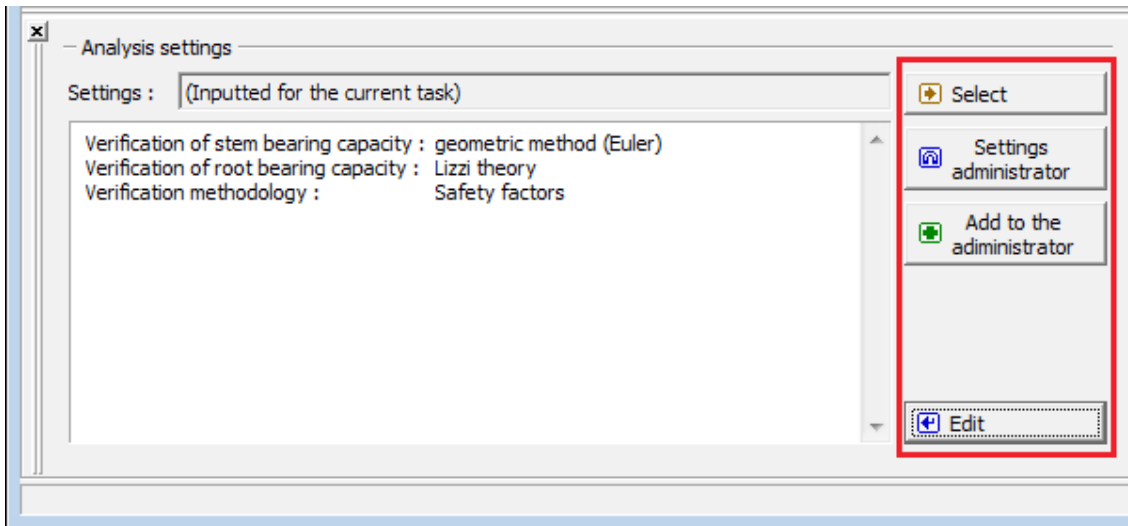 Analysis settings
Settings : (Inputted for the current task)
Select
Verification of stem bearing capacity : geometric method (Euler)
Verification of root bearing capacity : Lizzi theory
Verification methodology : Safety factors
Settings
administrator
Add to the
adiministrator
Edit